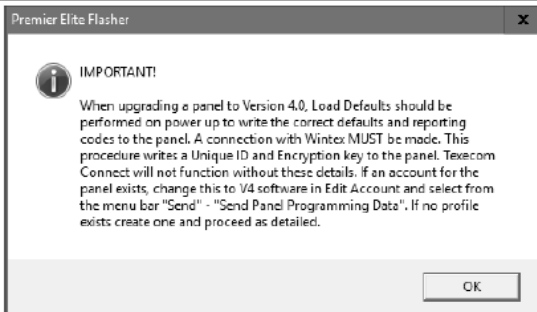 Premier Elite Flasher
x
IMPORTANT!
When upgrading a panel to Version 4.0, Load Defaults should be
performed on power up to write the correct defaults and reporting
codes to the panel. A connection with Wintex MUST be made. This
procedure writes a Unique ID and Encryption key to the panel. Texecom
Connect will not function without these details. If an account for the
panel exists, change this to V4 software in Edit Account and select from
the menu bar "Send" - "Send Panel Programming Data". If no profile
exists create one and proceed as detailed.
OK